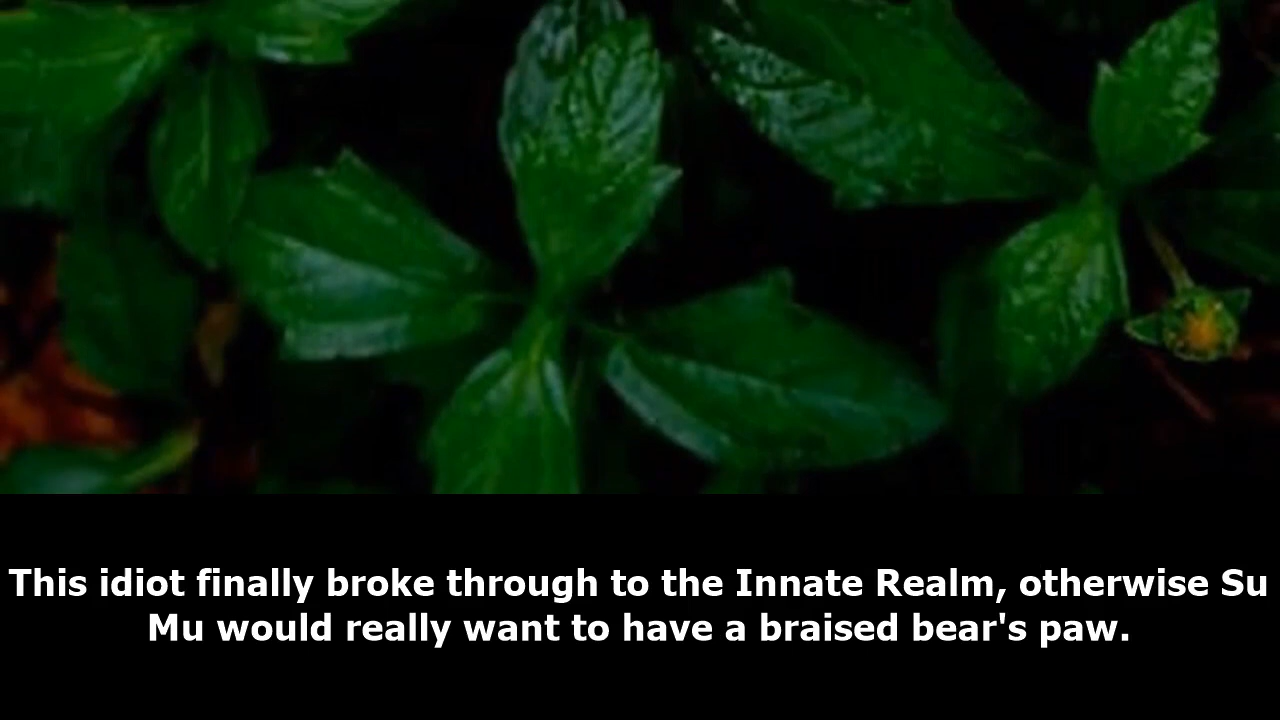 This idiot finally broke through to the Innate Realm, otherwise Su
Mu would really want to have a braised bear's paw.